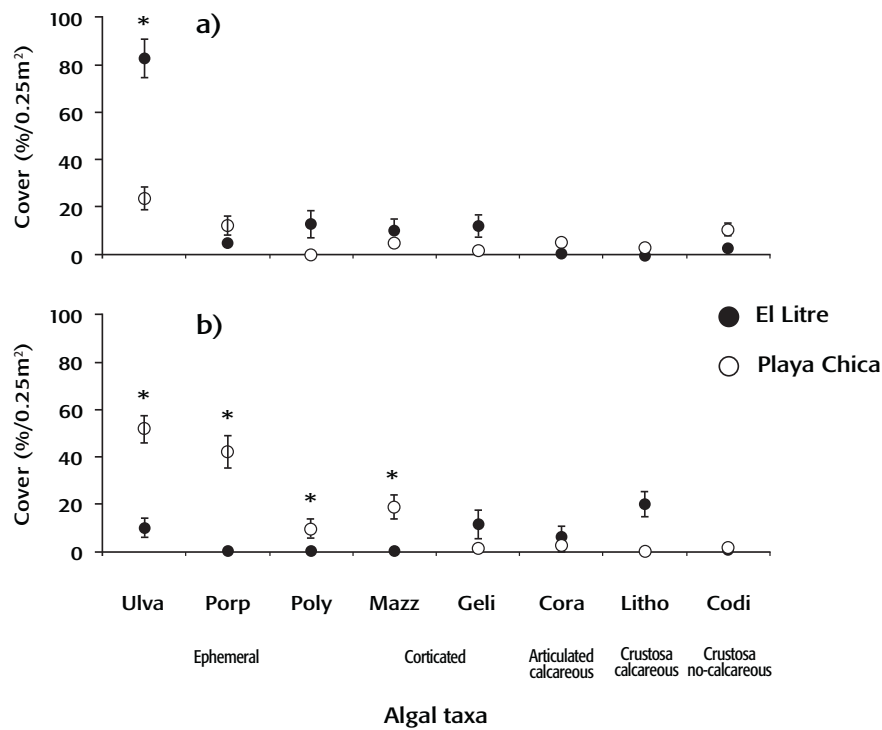 a)
*
100
80
60
40
20
0
Cover (%/0.25m²)
b)
100
80
60
40
20
0
Cover (%/0.25m²)
* * * *
El Litre
Playa Chica
Ulva Porp Poly Mazz Geli Cora Litho Codi
Ephemeral Corticated Articulated Crustosa Crustosa
calcareous calcareous no-calcareous
Algal taxa